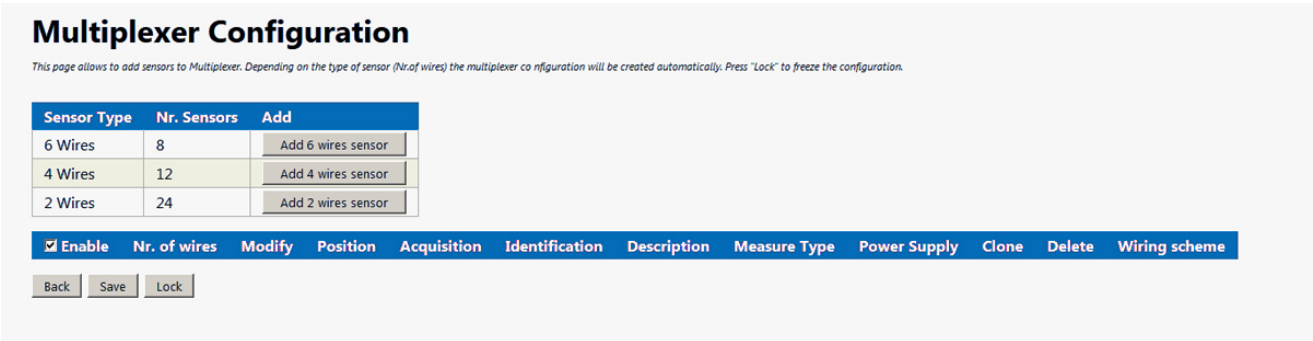 Multiplexer Configuration
This page allows to add sensors to Multiplexer. Depending on the type of sensor (Nr.of wires) the multiplexer co nfiguration will be created automatically. Press "Lock" to freeze the configuration.
Sensor Type Nr. Sensors Add
6 Wires 8 Add 6 wires sensor
4 Wires 12 Add 4 wires sensor
2 Wires 24 Add 2 wires sensor
Enable Nr. of wires Modify Position Acquisition Identification Description Measure Type Power Supply Clone Delete Wiring scheme
Back Save Lock